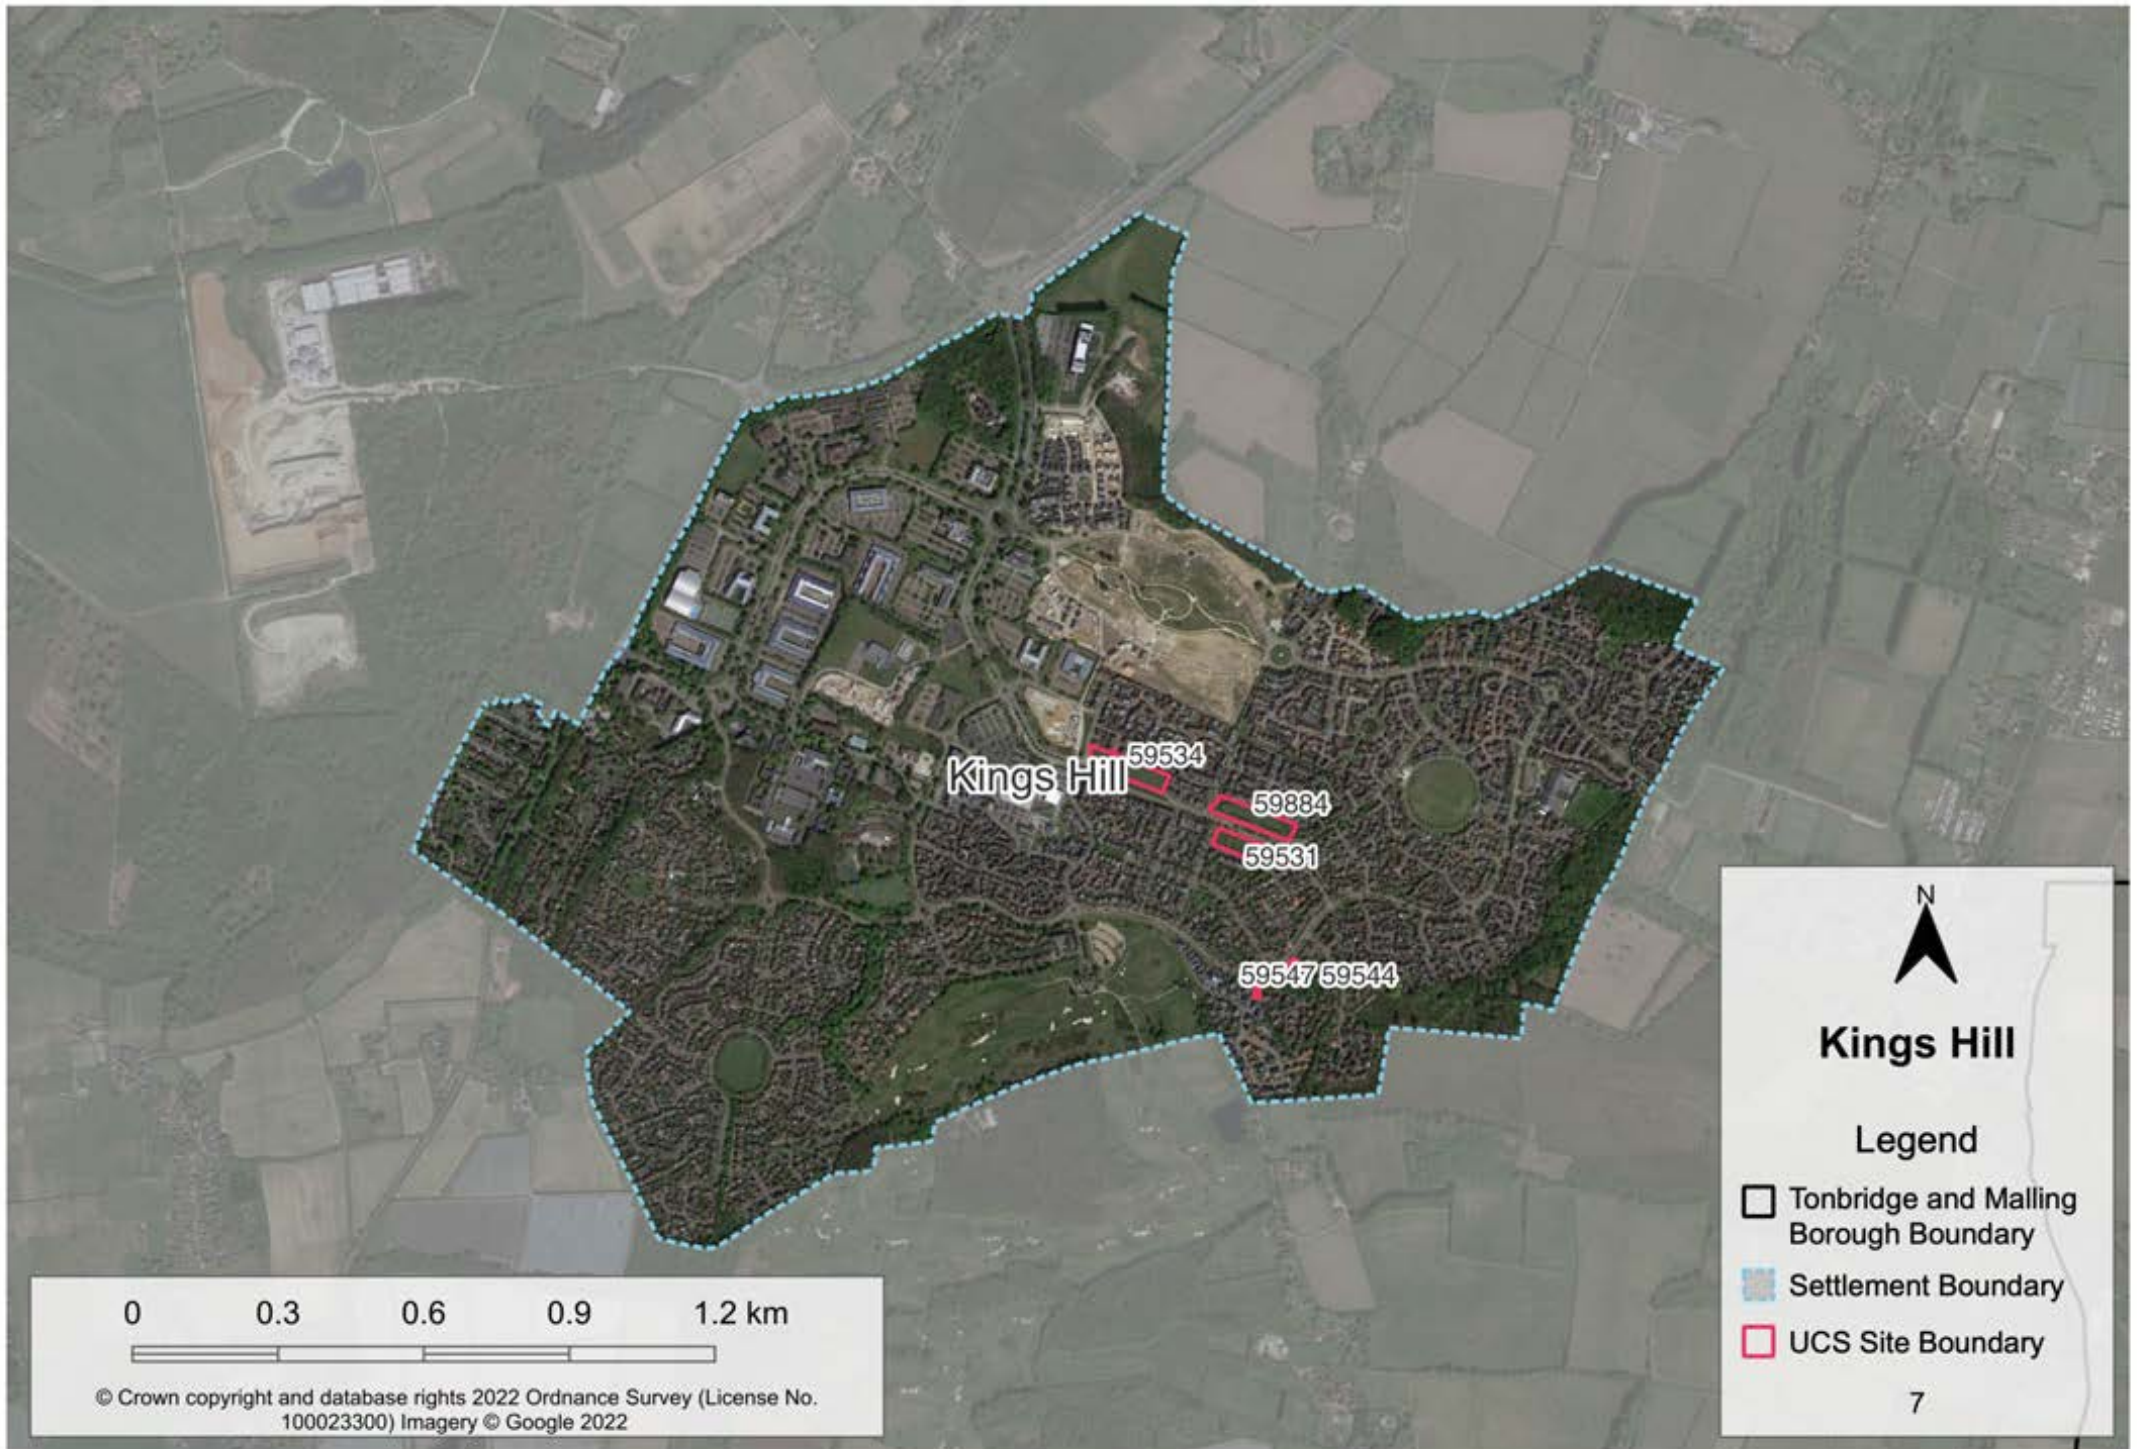 59534
Kings Hill
59884
59531
59547 59544
N
Kings Hill
Legend
Tonbridge and Malling
Borough Boundary
Settlement Boundary
UCS Site Boundary
7
0 0.3 0.6 0.9 1.2 km
© Crown copyright and database rights 2022 Ordnance Survey (License No.
100023300) Imagery © Google 2022